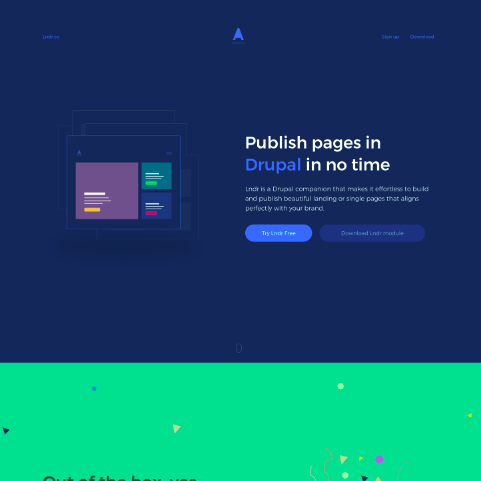 Lndr.co
Sign up
Download
Publish pages in
Drupal in no time
Lndr is a Drupal companion that makes it effortless to build
and publish beautiful landing or single pages that aligns
perfectly with your brand.
Try Lndr Free
Download Lndr module
Out of the box, yes